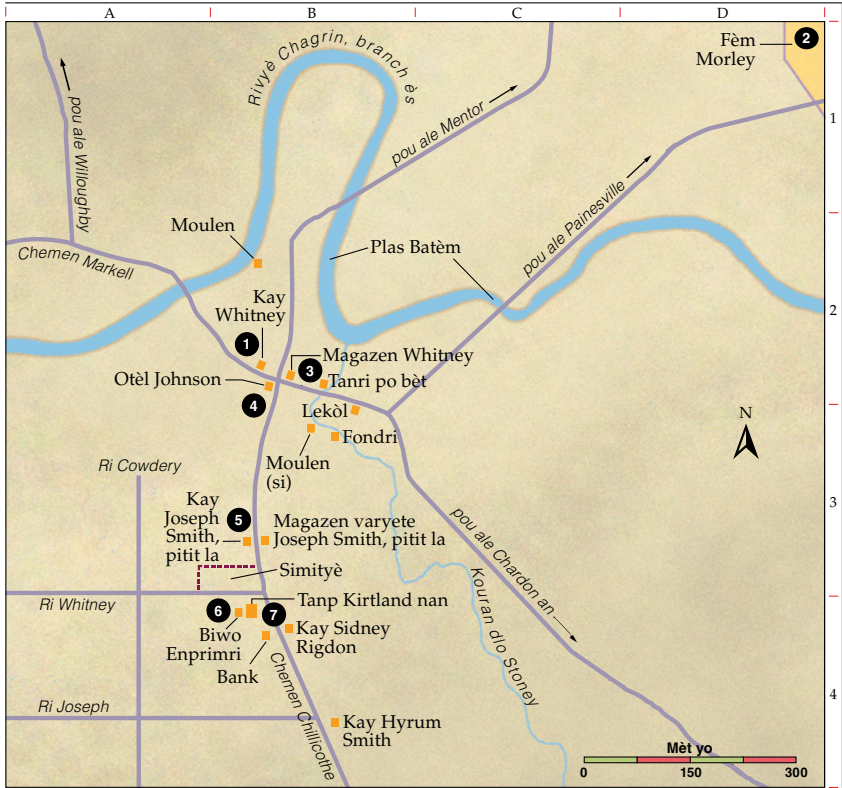 A
B
C
D
1
2
3
4
Rivyè Chagrin, branch ès
Fèm
Morley
2
pou ale Willoughby
pou ale Mentor
pou ale Painesville
Chemen Markell
Moulen
Plas Batèm
Kay
Whitney
1
Magazen Whitney
3
Tanri po bèt
Otèl Johnson
4
Lekòl
Fondri
Moulen
(si)
N
Ri Cowdery
Kay
Joseph
Smith,
pitit la
5
Magazen varyete
Joseph Smith, pitit la
pou ale Chardon an
Simityè
Kouran dlo Stoney
Ri Whitney
Tanp Kirtland nan
6
7
Biwo
Enprimri
Kay Sidney
Rigdon
Bank
Chemen Chillicothe
Ri Joseph
Kay Hyrum
Smith
Mèt yo
0
150
300